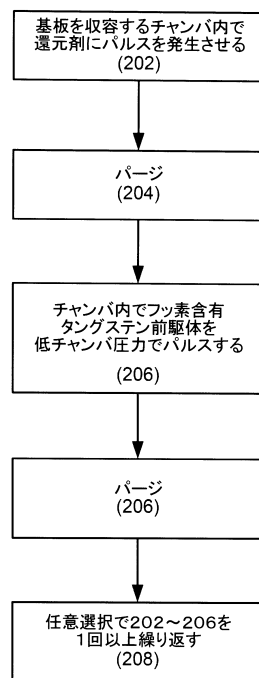 基板を収容するチャンバ内で
還元剤にパルスを発生させる
(202)
パージ
(204)
チャンバ内でフッ素含有
タングステン前駆体を
低チャンバ圧力でパルスする
(206)
パージ
(206)
任意選択で202~206を
1回以上繰り返す
(208)